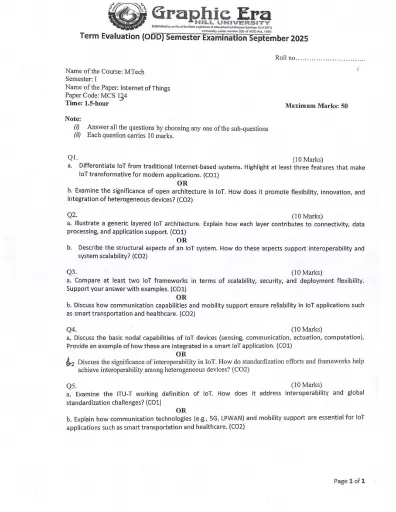 Graphic Era
HILL UNIVERSITY
Term Evaluation (ODD) Semester Examination September 2025
Roll no..............................
Name of the Course: MTech
Semester: I
Name of the Paper: Internet of Things
Paper Code: MCS 134
Time: 1.5-hour
Maximum Marks: 50
Note:
(i) Answer all the questions by choosing any one of the sub-questions
(ii) Each question carries 10 marks.
Q1. (10 Marks)
a. Differentiate IoT from traditional Internet-based systems. Highlight at least three features that make
IoT transformative for modern applications. (CO1)
OR
b. Examine the significance of open architecture in IoT. How does it promote flexibility, innovation, and
integration of heterogeneous devices? (CO2)
Q2. (10 Marks)
a. Illustrate a generic layered IoT architecture. Explain how each layer contributes to connectivity, data
processing, and application support. (CO1)
OR
b. Describe the structural aspects of an IoT system. How do these aspects support interoperability and
system scalability? (CO2)
Q3. (10 Marks)
a. Compare at least two IoT frameworks in terms of scalability, security, and deployment flexibility.
Support your answer with examples. (CO1)
OR
b. Discuss how communication capabilities and mobility support ensure reliability in IoT applications such
as smart transportation and healthcare. (CO2)
Q4. (10 Marks)
a. Discuss the basic nodal capabilities of IoT devices (sensing, communication, actuation, computation).
Provide an example of how these are integrated in a smart IoT application. (CO1)
OR
b. Discuss the significance of interoperability in IoT. How do standardization efforts and frameworks help
achieve interoperability among heterogeneous devices? (CO2)
Q5. (10 Marks)
a. Examine the ITU-T working definition of IoT. How does it address interoperability and global
standardization challenges? (CO1)
OR
b. Explain how communication technologies (e.g., 5G, LPWAN) and mobility support are essential for IoT
applications such as smart transportation and healthcare. (CO2)
Page 1 of 1